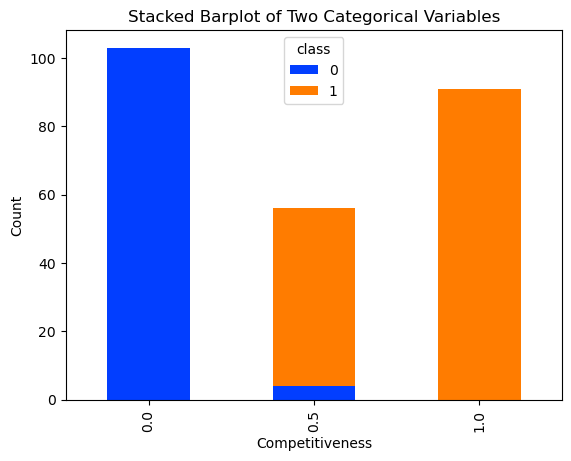 Stacked Barplot of Two Categorical Variables
class
0
1
100
80
60
40
20
0
Count
0.0
0.5
1.0
Competitiveness